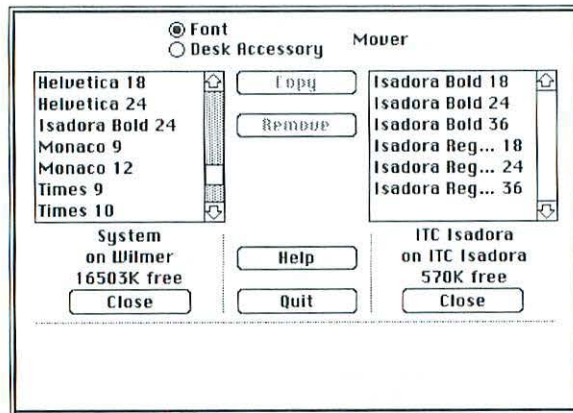 Font
Desk Accessory
Mover
Helvetica 18
Helvetica 24
Isadora Bold 24
Monaco 9
Monaco 12
Times 9
Times 10
System
on Wilmer
16503K free
Close
Copy
Remove
Help
Quit
Isadora Bold 18
Isadora Bold 24
Isadora Bold 36
Isadora Reg... 18
Isadora Reg... 24
Isadora Reg... 36
ITC Isadora
on ITC Isadora
570K free
Close